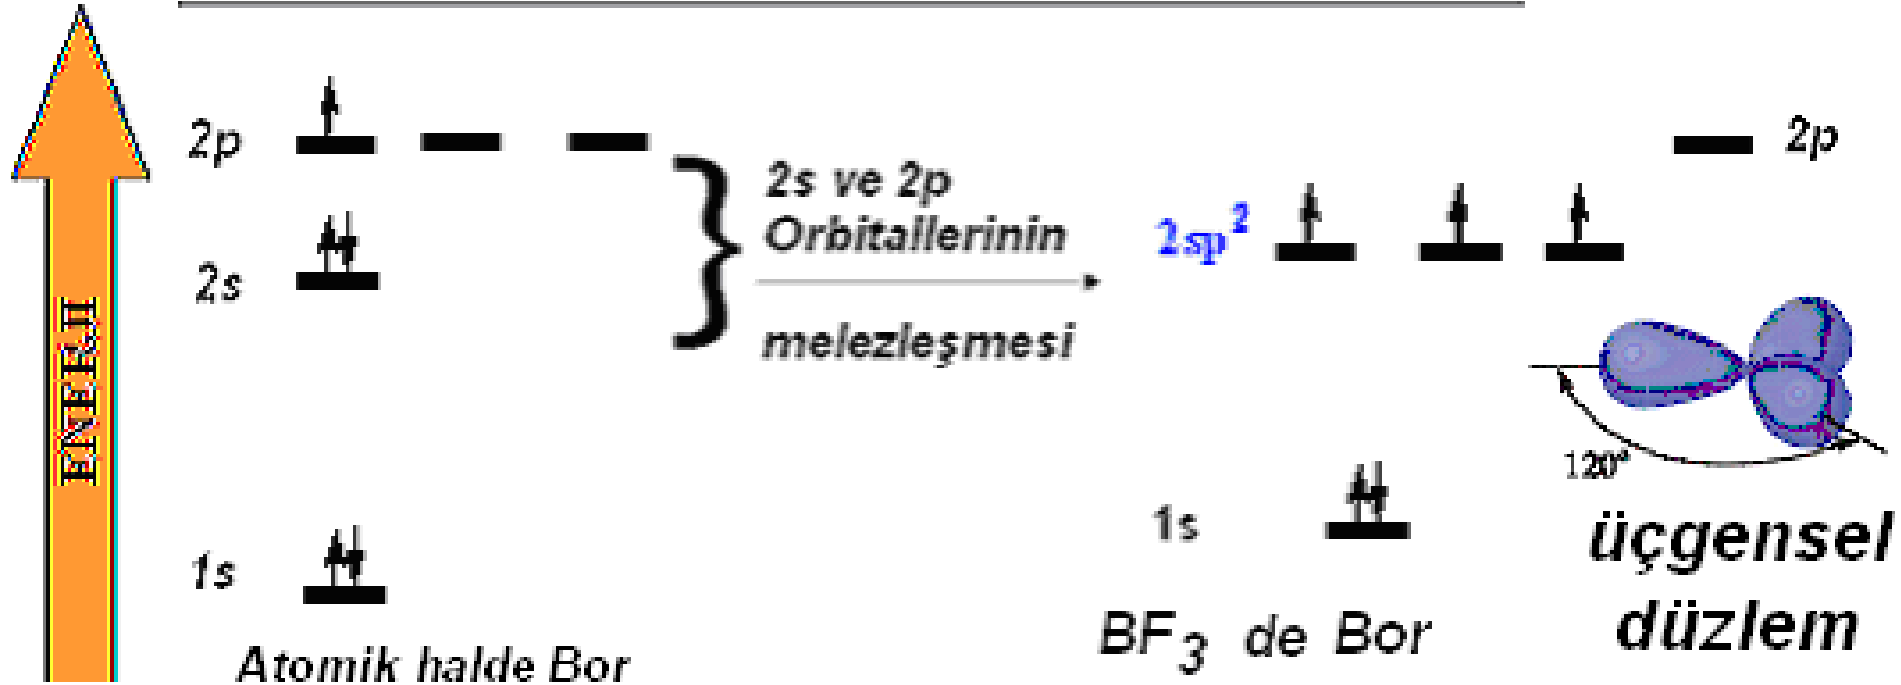 ENERJI
2p
2s
1s
Atomik halde Bor
2s ve 2p
Orbitallerinin
melezleşmesi
2sp²
2p
1s
BF₃ de Bor
120°
üçgensel
düzlem